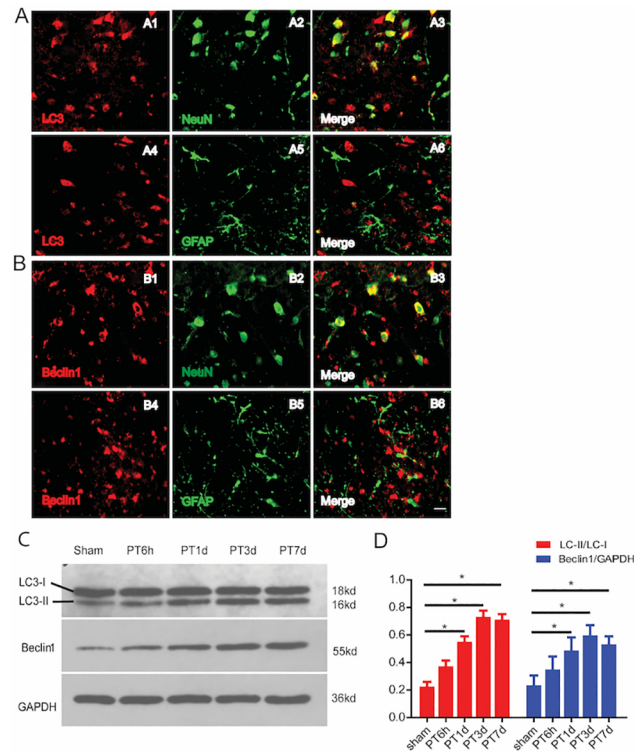 A
A1
A2
A3
LC3
NeuN
Merge
A4
A5
A6
LC3
GFAP
Merge
B
B1
B2
B3
Beclin1
NeuN
Merge
B4
B5
B6
Beclin1
GFAP
Merge
C
Sham PT6h PT1d PT3d PT7d
LC3-I
18kd
LC3-II
16kd
Beclin1
55kd
GAPDH
36kd
D
LC-II/LC-I
Beclin1/GAPDH
1.0
0.8
0.6
0.4
0.2
0.0
* * * * * *
sham PT6h PT1d PT3d PT7d sham PT6h PT1d PT3d PT7d